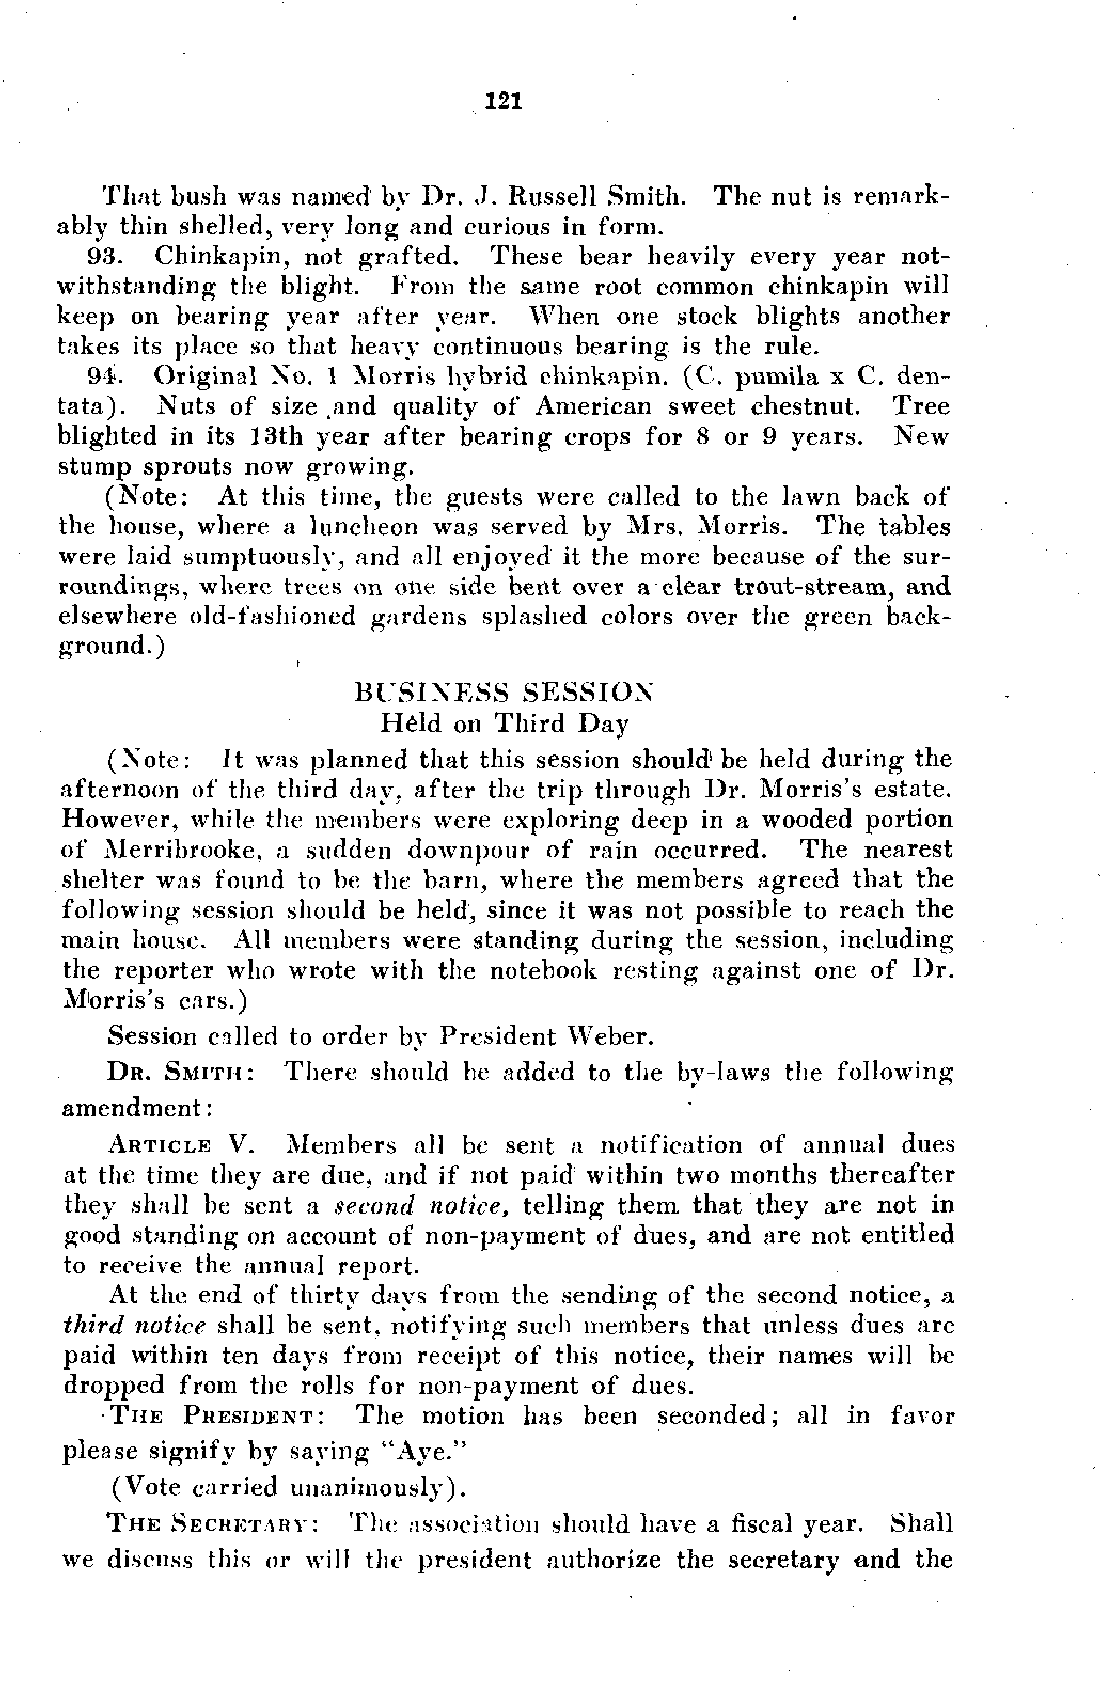 121
That bush was named by Dr. J. Russell Smith. The nut is remark-
ably thin shelled, very long and curious in form.
93. Chinkapin, not grafted. These bear heavily every year not-
withstanding the blight. From the same root common chinkapin will
keep on bearing year after year. When one stock blights another
takes its place so that heavy continuous bearing is the rule.
94. Original No. 1 Morris hybrid chinkapin. (C. pumila x C. den-
tata). Nuts of size and quality of American sweet chestnut. Tree
blighted in its 13th year after bearing crops for 8 or 9 years. New
stump sprouts now growing.
(Note: At this time, the guests were called to the lawn back of
the house, where a luncheon was served by Mrs. Morris. The tables
were laid sumptuously, and all enjoyed it the more because of the sur-
roundings, where trees on one side bent over a clear trout-stream, and
elsewhere old-fashioned gardens splashed colors over the green back-
ground.)
BUSINESS SESSION
Held on Third Day
(Note: It was planned that this session should be held during the
afternoon of the third day, after the trip through Dr. Morris's estate.
However, while the members were exploring deep in a wooded portion
of Merribrooke, a sudden downpour of rain occurred. The nearest
shelter was found to be the barn, where the members agreed that the
following session should be held, since it was not possible to reach the
main house. All members were standing during the session, including
the reporter who wrote with the notebook resting against one of Dr.
Morris's cars.)
Session called to order by President Weber.
DR. SMITH: There should be added to the by-laws the following
amendment:
ARTICLE V. Members all be sent a notification of annual dues
at the time they are due, and if not paid within two months thereafter
they shall be sent a second notice, telling them that they are not in
good standing on account of non-payment of dues, and are not entitled
to receive the annual report.
At the end of thirty days from the sending of the second notice, a
third notice shall be sent, notifying such members that unless dues are
paid within ten days from receipt of this notice, their names will be
dropped from the rolls for non-payment of dues.
THE PRESIDENT: The motion has been seconded; all in favor
please signify by saying "Aye."
(Vote carried unanimously).
THE SECRETARY: The association should have a fiscal year. Shall
we discuss this or will the president authorize the secretary and the